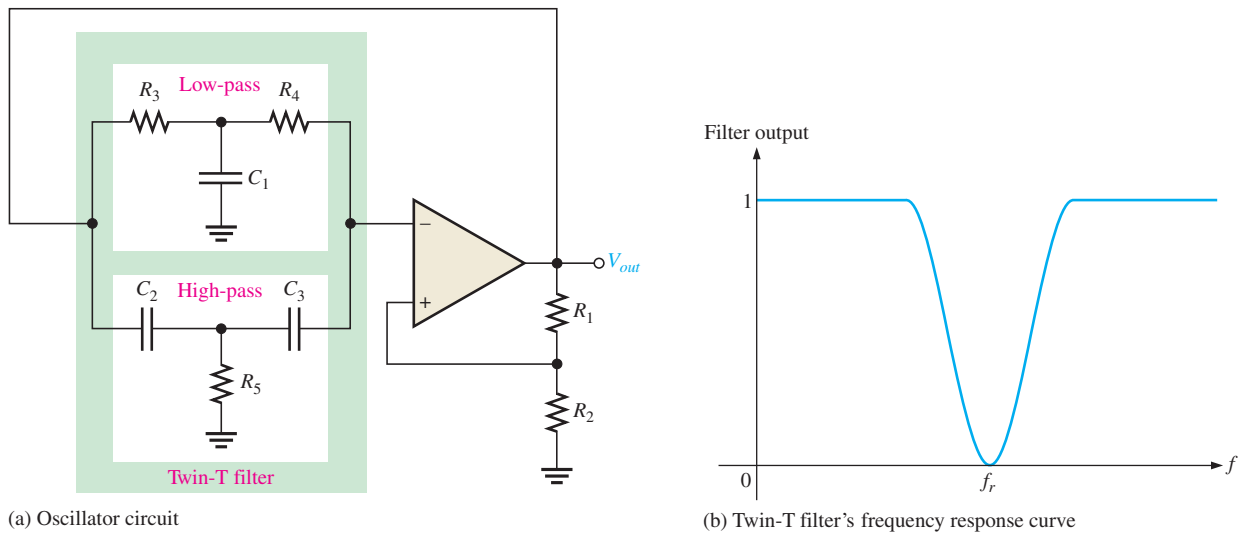 Low-pass
R3
R4
C1
C2
High-pass
C3
R5
Twin-T filter
−
+
Vout
R1
R2
(a) Oscillator circuit
Filter output
1
0
fr
f
(b) Twin-T filter’s frequency response curve